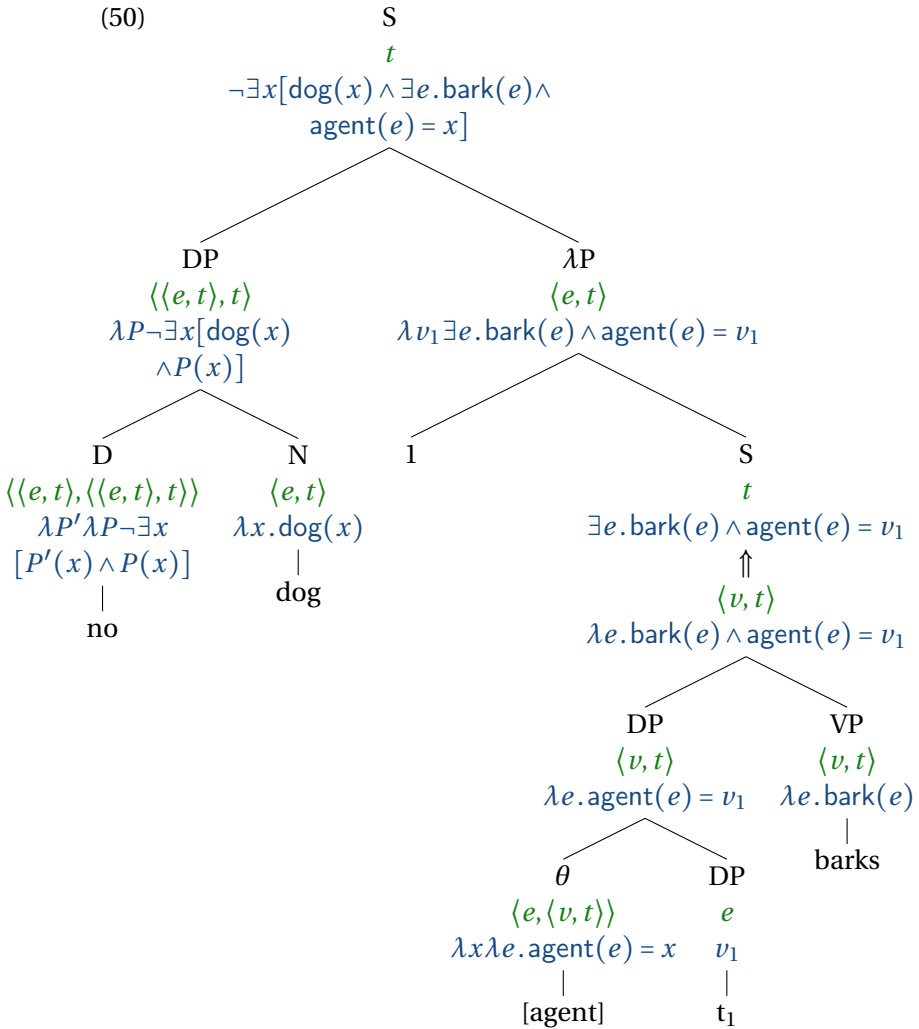 (50) S
t
¬∃x[dog(x) ∧ ∃e.bark(e)∧
agent(e) = x]
DP λP
⟨⟨e, t⟩, t⟩ ⟨e, t⟩
λP¬∃x[dog(x) λv₁∃e.bark(e) ∧ agent(e) = v₁
∧P(x)]
D N 1 S
⟨⟨e, t⟩,⟨⟨e, t⟩, t⟩⟩ ⟨e, t⟩ t
λP′λP¬∃x λx.dog(x) ∃e.bark(e) ∧ agent(e) = v₁
[P′(x) ∧ P(x)] ⇑
dog ⟨v, t⟩
no λe.bark(e) ∧ agent(e) = v₁
DP VP
⟨v, t⟩ ⟨v, t⟩
λe.agent(e) = v₁ λe.bark(e)
barks
θ DP
⟨e,⟨v, t⟩⟩ e
λxλe.agent(e) = x v₁
[agent] t₁